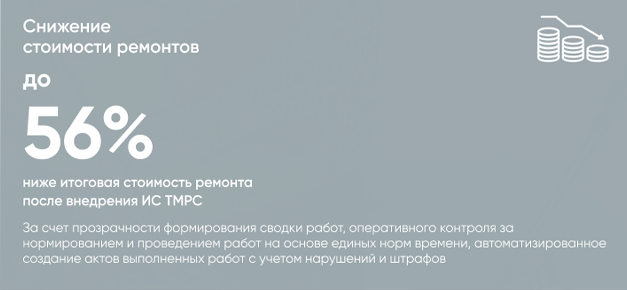 Снижение
стоимости ремонтов
до
56%
ниже итоговая стоимость ремонта
после внедрения ИС ТМРС
За счет прозрачности формирования сводки работ, оперативного контроля за
нормированием и проведением работ на основе единых норм времени, автоматизированное
создание актов выполненных работ с учетом нарушений и штрафов